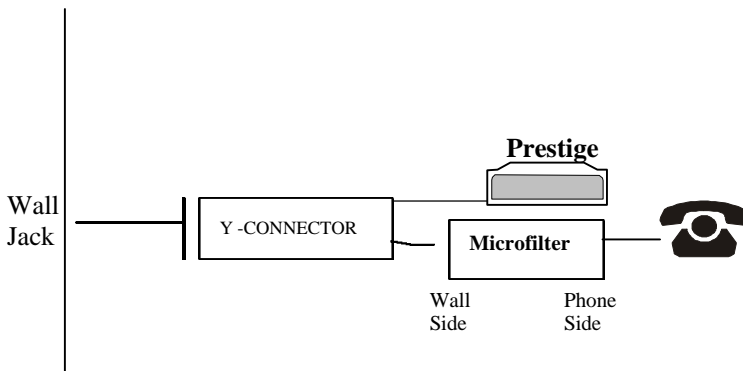 Prestige
Wall
Jack
Y -CONNECTOR
Microfilter
Wall
Side
Phone
Side